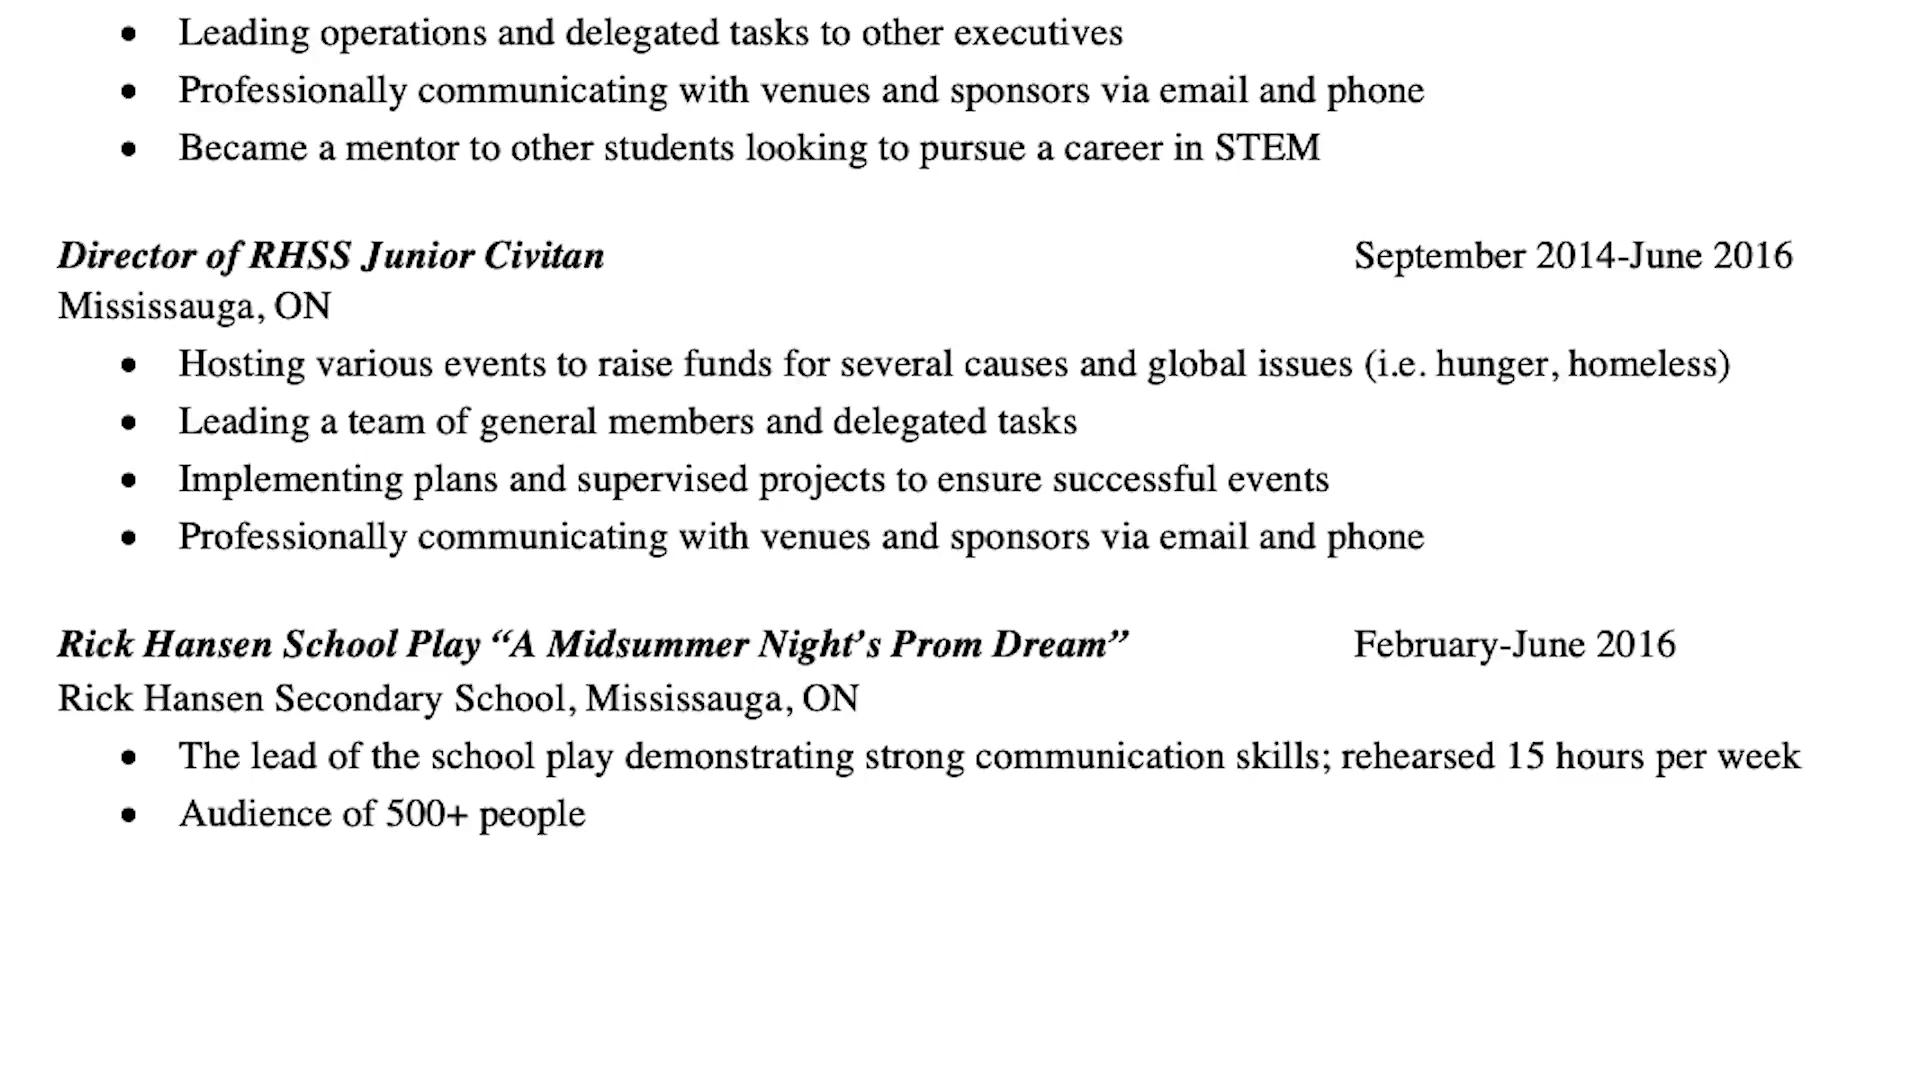 • Leading operations and delegated tasks to other executives
• Professionally communicating with venues and sponsors via email and phone
• Became a mentor to other students looking to pursue a career in STEM
Director of RHSS Junior Civitan September 2014-June 2016
Mississauga, ON
• Hosting various events to raise funds for several causes and global issues (i.e. hunger, homeless)
• Leading a team of general members and delegated tasks
• Implementing plans and supervised projects to ensure successful events
• Professionally communicating with venues and sponsors via email and phone
Rick Hansen School Play “A Midsummer Night’s Prom Dream” February-June 2016
Rick Hansen Secondary School, Mississauga, ON
• The lead of the school play demonstrating strong communication skills; rehearsed 15 hours per week
• Audience of 500+ people